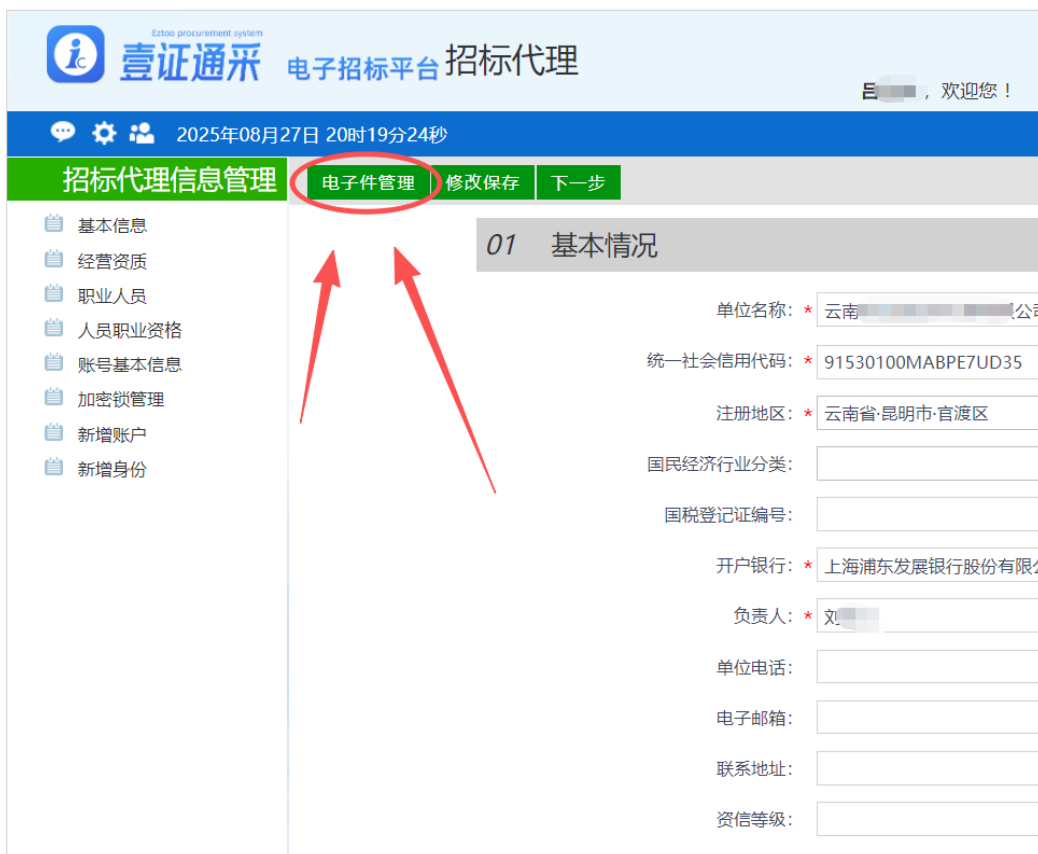 Eztoo procurement system
壹证通采 电子招标平台 招标代理
吕 ，欢迎您！
2025年08月27日 20时19分24秒
招标代理信息管理
电子件管理 修改保存 下一步
基本信息
经营资质
职业人员
人员职业资格
账号基本信息
加密锁管理
新增账户
新增身份
01 基本情况
单位名称：* 云南 公司
统一社会信用代码：* 91530100MABPE7UD35
注册地区：* 云南省·昆明市·官渡区
国民经济行业分类：
国税登记证编号：
开户银行：* 上海浦东发展银行股份有限公
负责人：* 刘
单位电话：
电子邮箱：
联系地址：
资信等级：